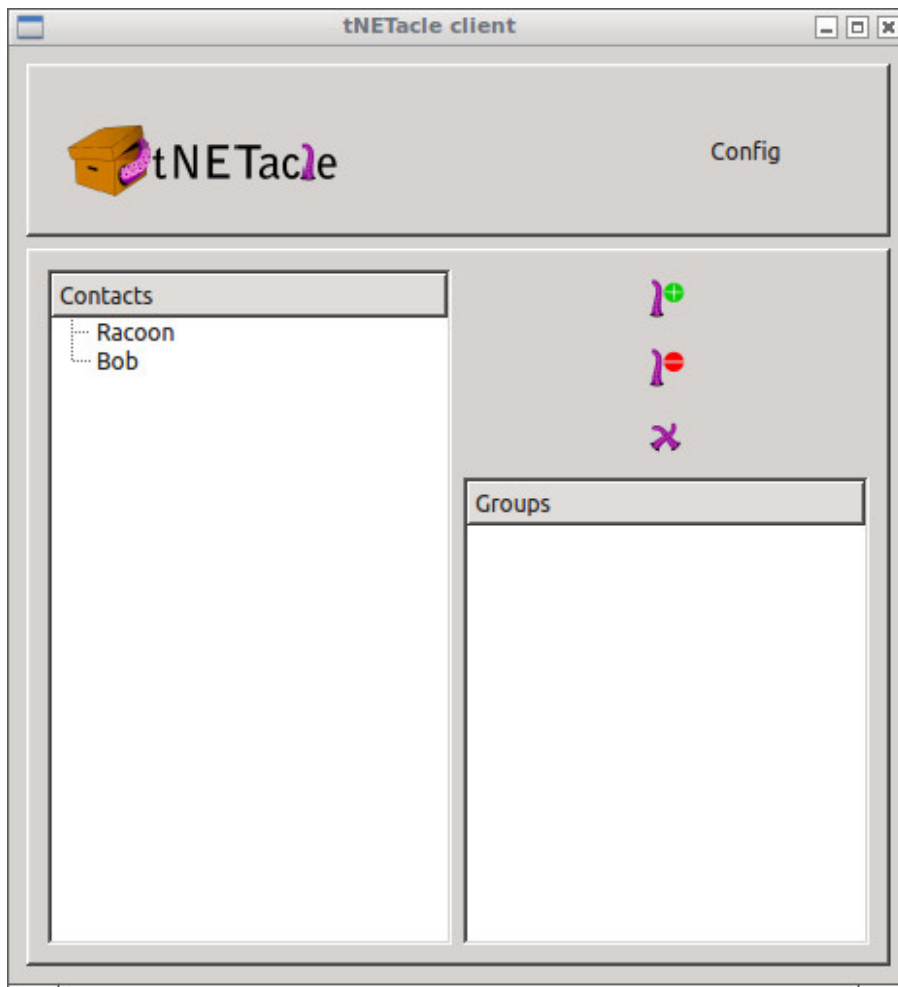 tNETacle client
tNETacle
Config
Contacts
Racoon
Bob
Groups